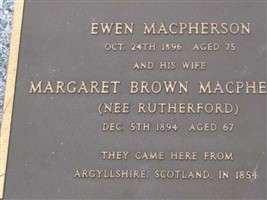 EWEN MACPHERSON
OCT. 24TH 1896 AGED 75
AND HIS WIFE
MARGARET BROWN MACPHE
(NEE RUTHERFORD)
DEC. 5TH 1894 AGED 67
THEY CAME HERE FROM
ARGYLLSHIRE, SCOTLAND, IN 1854.